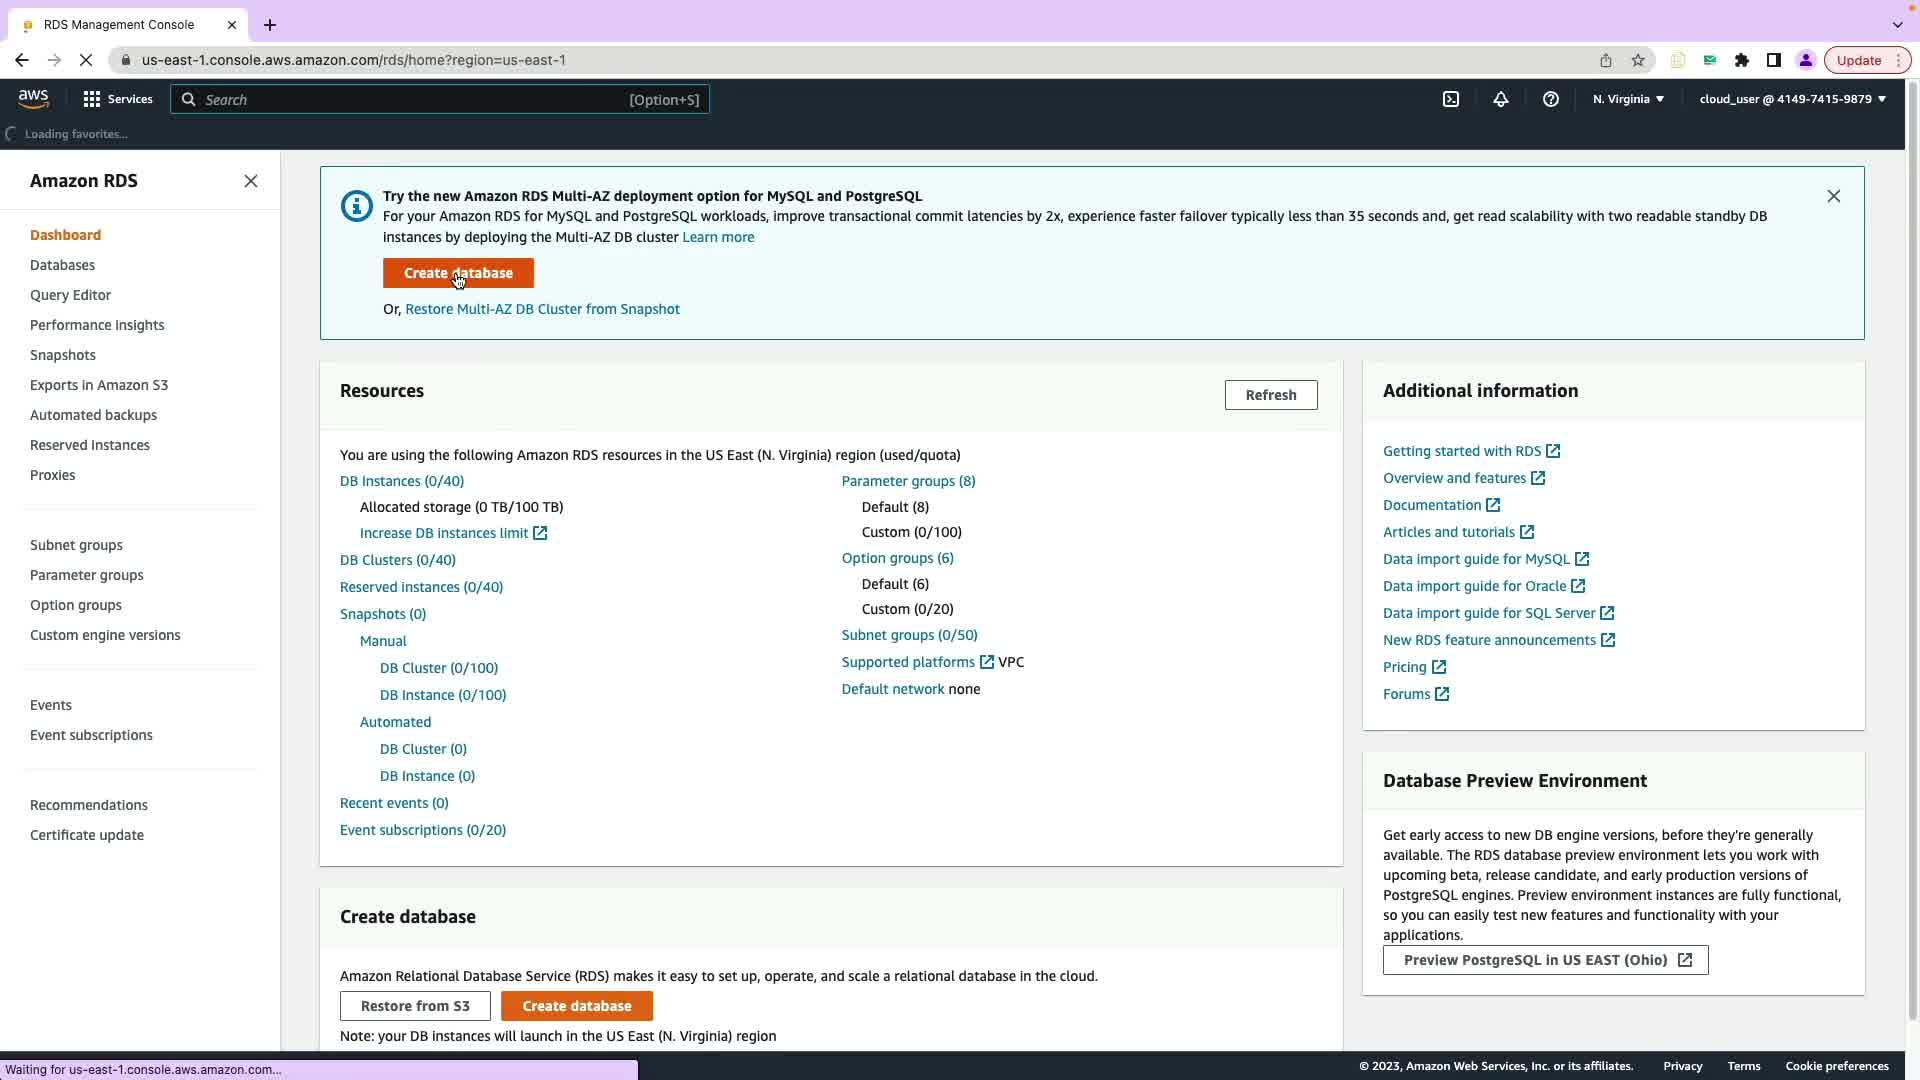 RDS Management Console
us-east-1.console.aws.amazon.com/rds/home?region=us-east-1
Update
aws
Services
Search
[Option+S]
N. Virginia
cloud_user @ 4149-7415-9879
Loading favorites...
Amazon RDS
Dashboard
Databases
Query Editor
Performance insights
Snapshots
Exports in Amazon S3
Automated backups
Reserved instances
Proxies
Subnet groups
Parameter groups
Option groups
Custom engine versions
Events
Event subscriptions
Recommendations
Certificate update
Try the new Amazon RDS Multi-AZ deployment option for MySQL and PostgreSQL
For your Amazon RDS for MySQL and PostgreSQL workloads, improve transactional commit latencies by 2x, experience faster failover typically less than 35 seconds and, get read scalability with two readable standby DB
instances by deploying the Multi-AZ DB cluster Learn more
Create database
Or, Restore Multi-AZ DB Cluster from Snapshot
Resources
Refresh
You are using the following Amazon RDS resources in the US East (N. Virginia) region (used/quota)
DB Instances (0/40)
Allocated storage (0 TB/100 TB)
Increase DB instances limit
DB Clusters (0/40)
Reserved instances (0/40)
Snapshots (0)
Manual
DB Cluster (0/100)
DB Instance (0/100)
Automated
DB Cluster (0)
DB Instance (0)
Recent events (0)
Event subscriptions (0/20)
Parameter groups (8)
Default (8)
Custom (0/100)
Option groups (6)
Default (6)
Custom (0/20)
Subnet groups (0/50)
Supported platforms VPC
Default network none
Create database
Amazon Relational Database Service (RDS) makes it easy to set up, operate, and scale a relational database in the cloud.
Restore from S3
Create database
Note: your DB instances will launch in the US East (N. Virginia) region
Additional information
Getting started with RDS
Overview and features
Documentation
Articles and tutorials
Data import guide for MySQL
Data import guide for Oracle
Data import guide for SQL Server
New RDS feature announcements
Pricing
Forums
Database Preview Environment
Get early access to new DB engine versions, before they're generally
available. The RDS database preview environment lets you work with
upcoming beta, release candidate, and early production versions of
PostgreSQL engines. Preview environment instances are fully functional,
so you can easily test new features and functionality with your
applications.
Preview PostgreSQL in US EAST (Ohio)
Waiting for us-east-1.console.aws.amazon.com...
© 2023, Amazon Web Services, Inc. or its affiliates.
Privacy
Terms
Cookie preferences